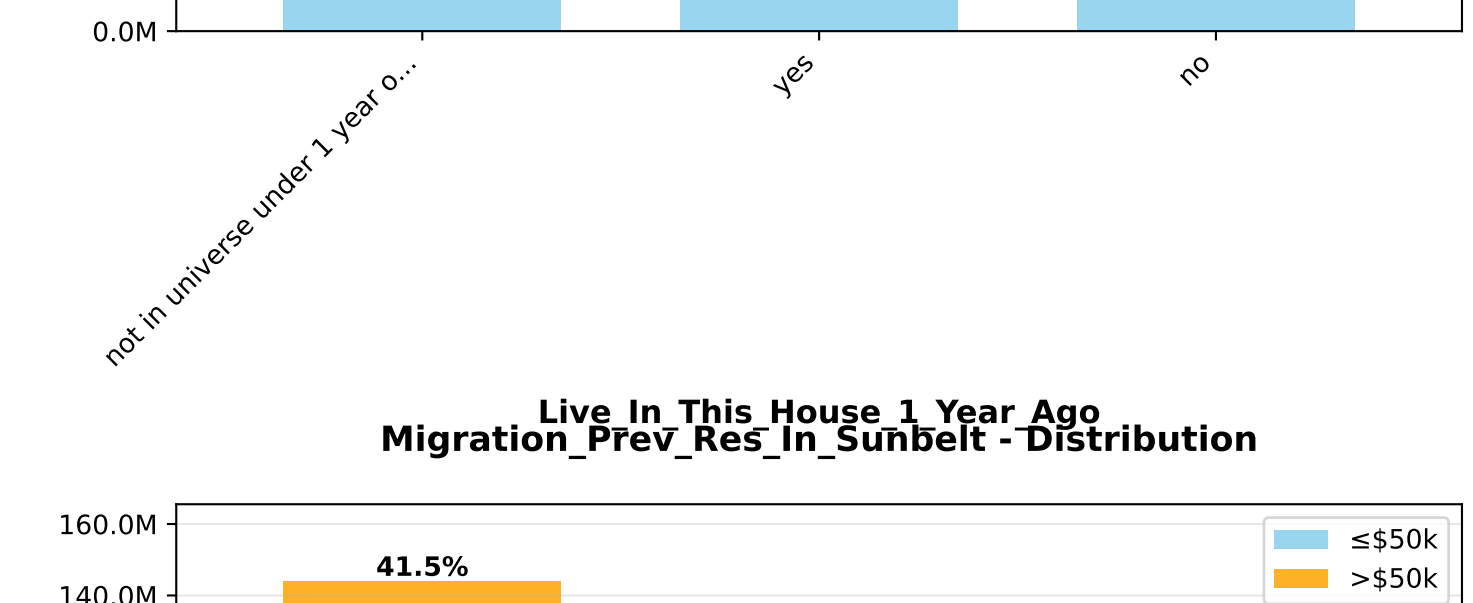 0.0M
not in universe under 1 year o...
yes
no
Live_In_This_House_1_Year_Ago
Migration_Prev_Res_In_Sunbelt - Distribution
160.0M
41.5%
≤$50k
>$50k
140.0M